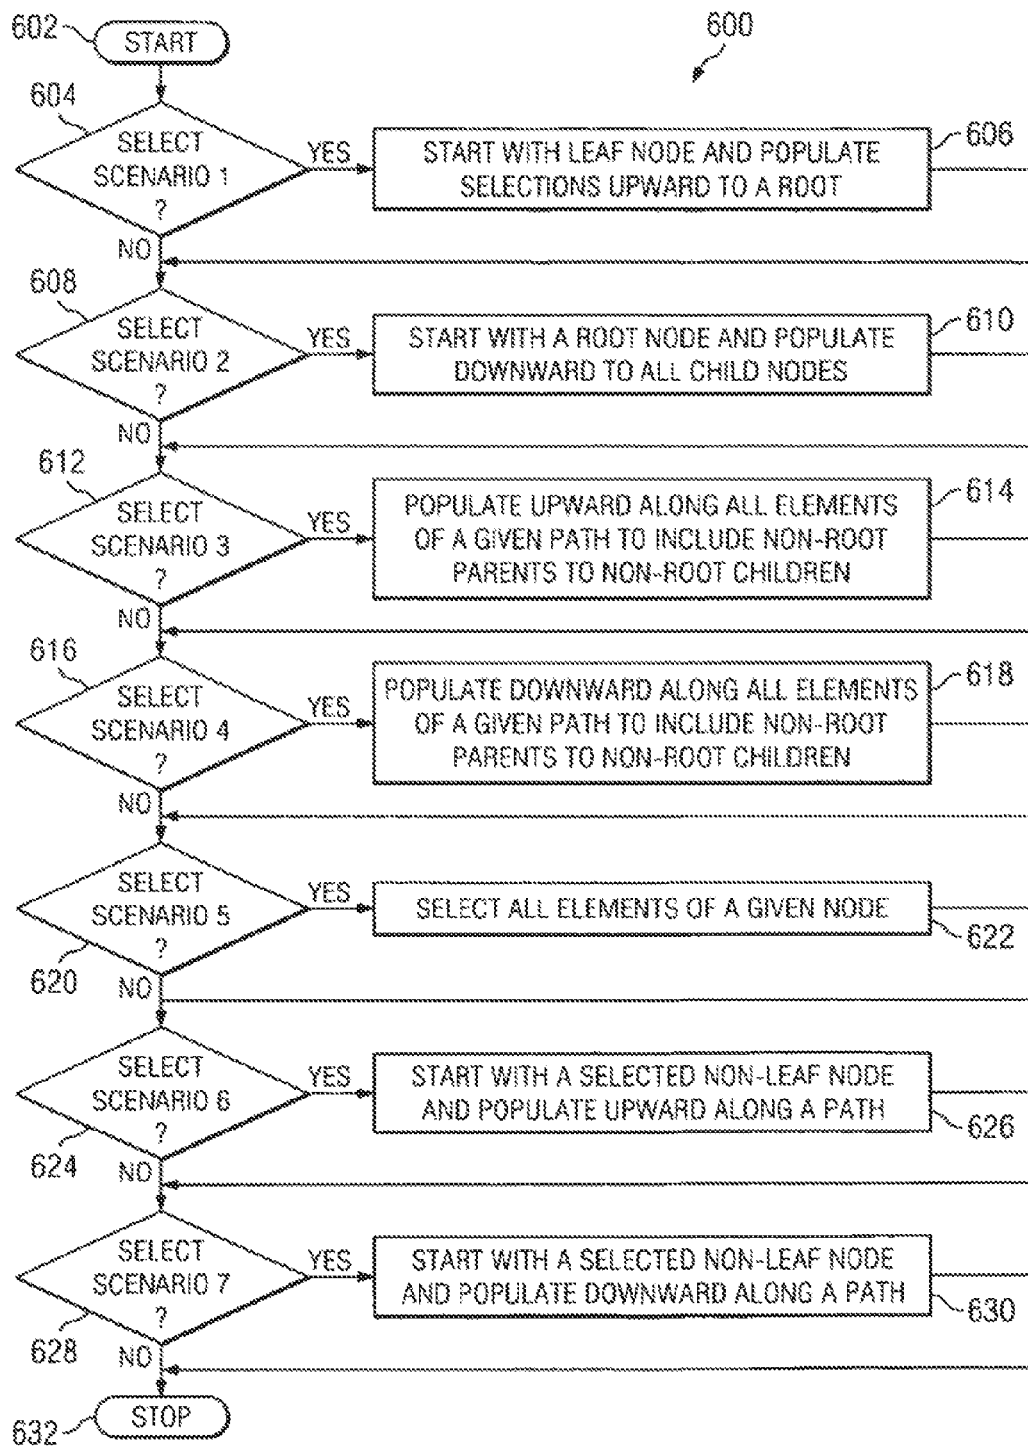 602
START
600
604
SELECT
SCENARIO 1
?
YES
START WITH LEAF NODE AND POPULATE
SELECTIONS UPWARD TO A ROOT
606
NO
608
SELECT
SCENARIO 2
?
YES
START WITH A ROOT NODE AND POPULATE
DOWNWARD TO ALL CHILD NODES
610
NO
612
SELECT
SCENARIO 3
?
YES
POPULATE UPWARD ALONG ALL ELEMENTS
OF A GIVEN PATH TO INCLUDE NON-ROOT
PARENTS TO NON-ROOT CHILDREN
614
NO
616
SELECT
SCENARIO 4
?
YES
POPULATE DOWNWARD ALONG ALL ELEMENTS
OF A GIVEN PATH TO INCLUDE NON-ROOT
PARENTS TO NON-ROOT CHILDREN
618
NO
SELECT
SCENARIO 5
?
620
YES
SELECT ALL ELEMENTS OF A GIVEN NODE
622
NO
SELECT
SCENARIO 6
?
624
YES
START WITH A SELECTED NON-LEAF NODE
AND POPULATE UPWARD ALONG A PATH
626
NO
SELECT
SCENARIO 7
?
628
YES
START WITH A SELECTED NON-LEAF NODE
AND POPULATE DOWNWARD ALONG A PATH
630
NO
STOP
632